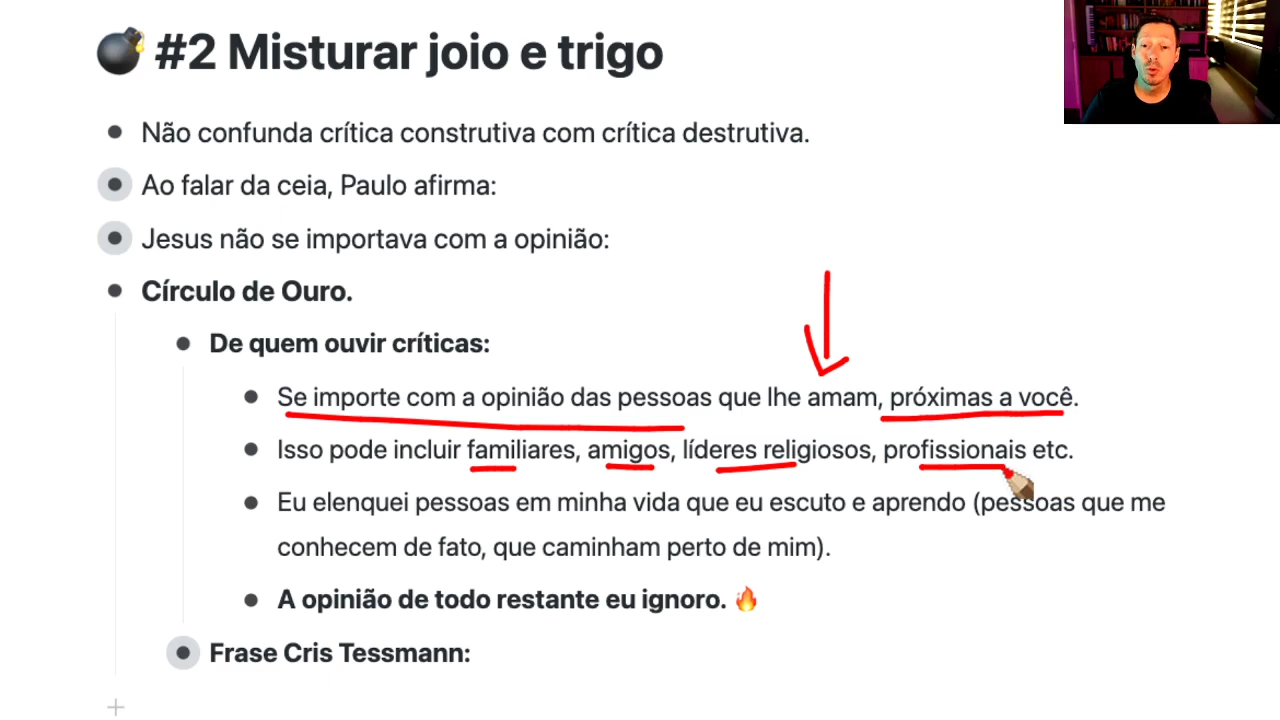 💣 #2 Misturar joio e trigo
Não confunda crítica construtiva com crítica destrutiva.
Ao falar da ceia, Paulo afirma:
Jesus não se importava com a opinião:
Círculo de Ouro.
De quem ouvir críticas:
Se importe com a opinião das pessoas que lhe amam, próximas a você.
Isso pode incluir familiares, amigos, líderes religiosos, profissionais etc.
Eu elenquei pessoas em minha vida que eu escuto e aprendo (pessoas que me
conhecem de fato, que caminham perto de mim).
A opinião de todo restante eu ignoro. 🔥
Frase Cris Tessmann: